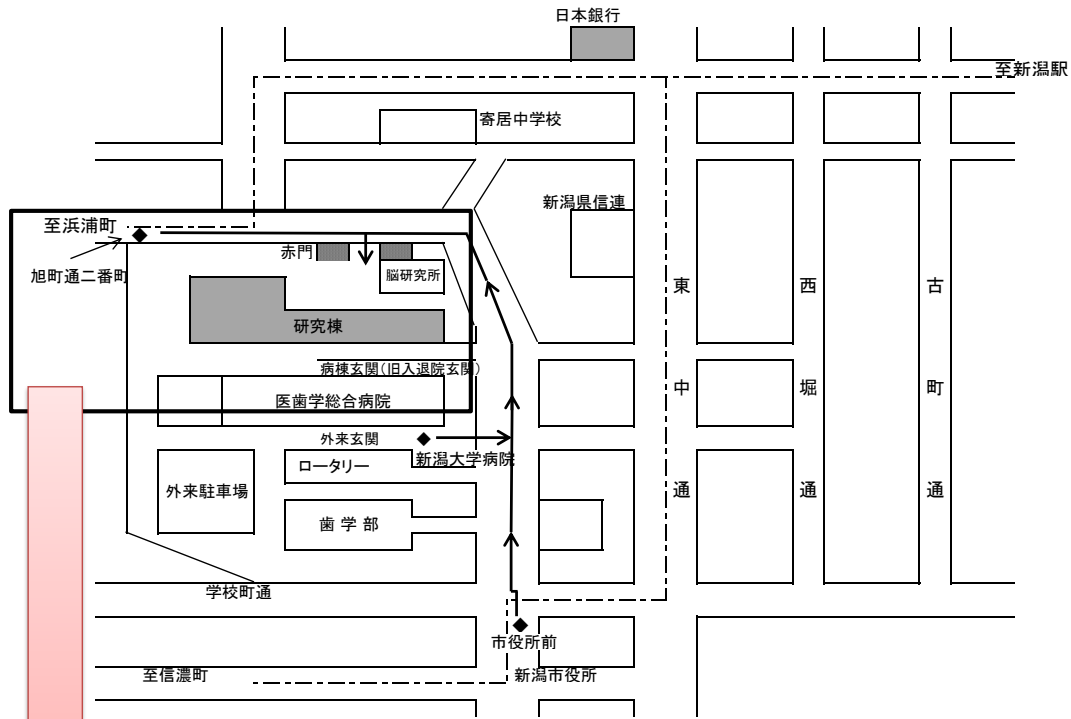 日本銀行
至新潟駅
寄居中学校
新潟県信連
至浜浦町
赤門
脳研究所
旭町通二番町
研究棟
病棟玄関(旧入退院玄関)
医歯学総合病院
外来玄関
新潟大学病院
ロータリー
外来駐車場
歯学部
学校町通
市役所前
至信濃町
新潟市役所
東中通
西堀通
古町通